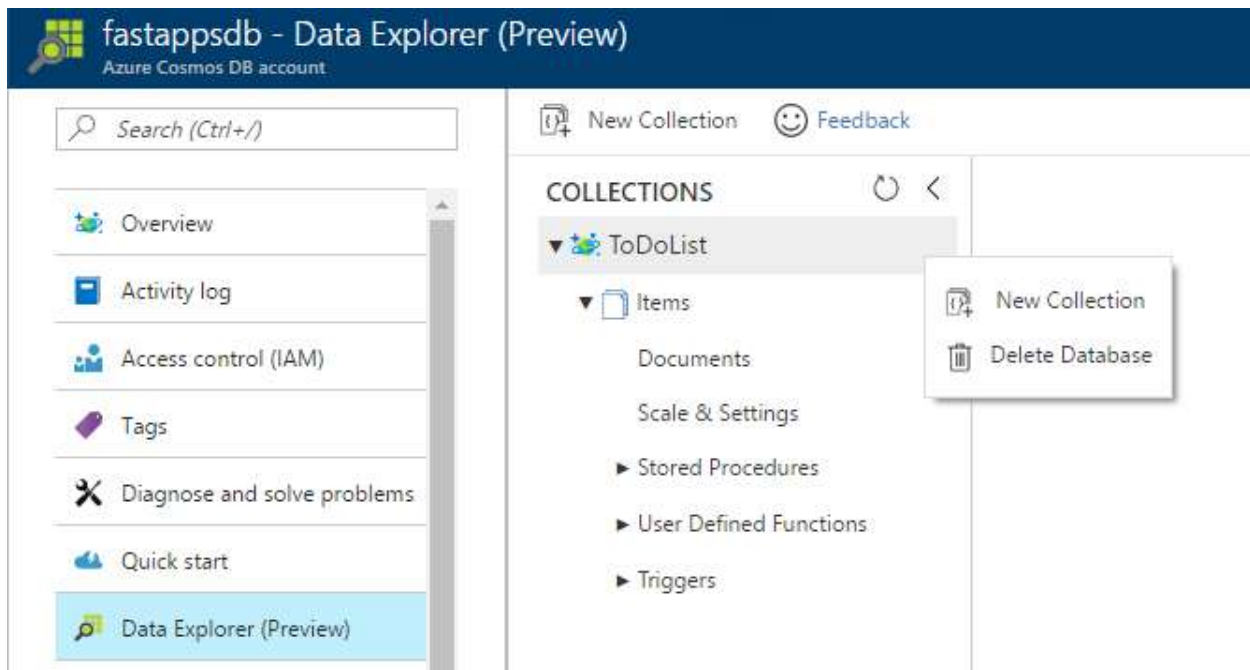 fastappsdb - Data Explorer (Preview)
Azure Cosmos DB account
Search (Ctrl+/)
Overview
Activity log
Access control (IAM)
Tags
Diagnose and solve problems
Quick start
Data Explorer (Preview)
New Collection
Feedback
COLLECTIONS
ToDoList
Items
Documents
Scale & Settings
Stored Procedures
User Defined Functions
Triggers
New Collection
Delete Database